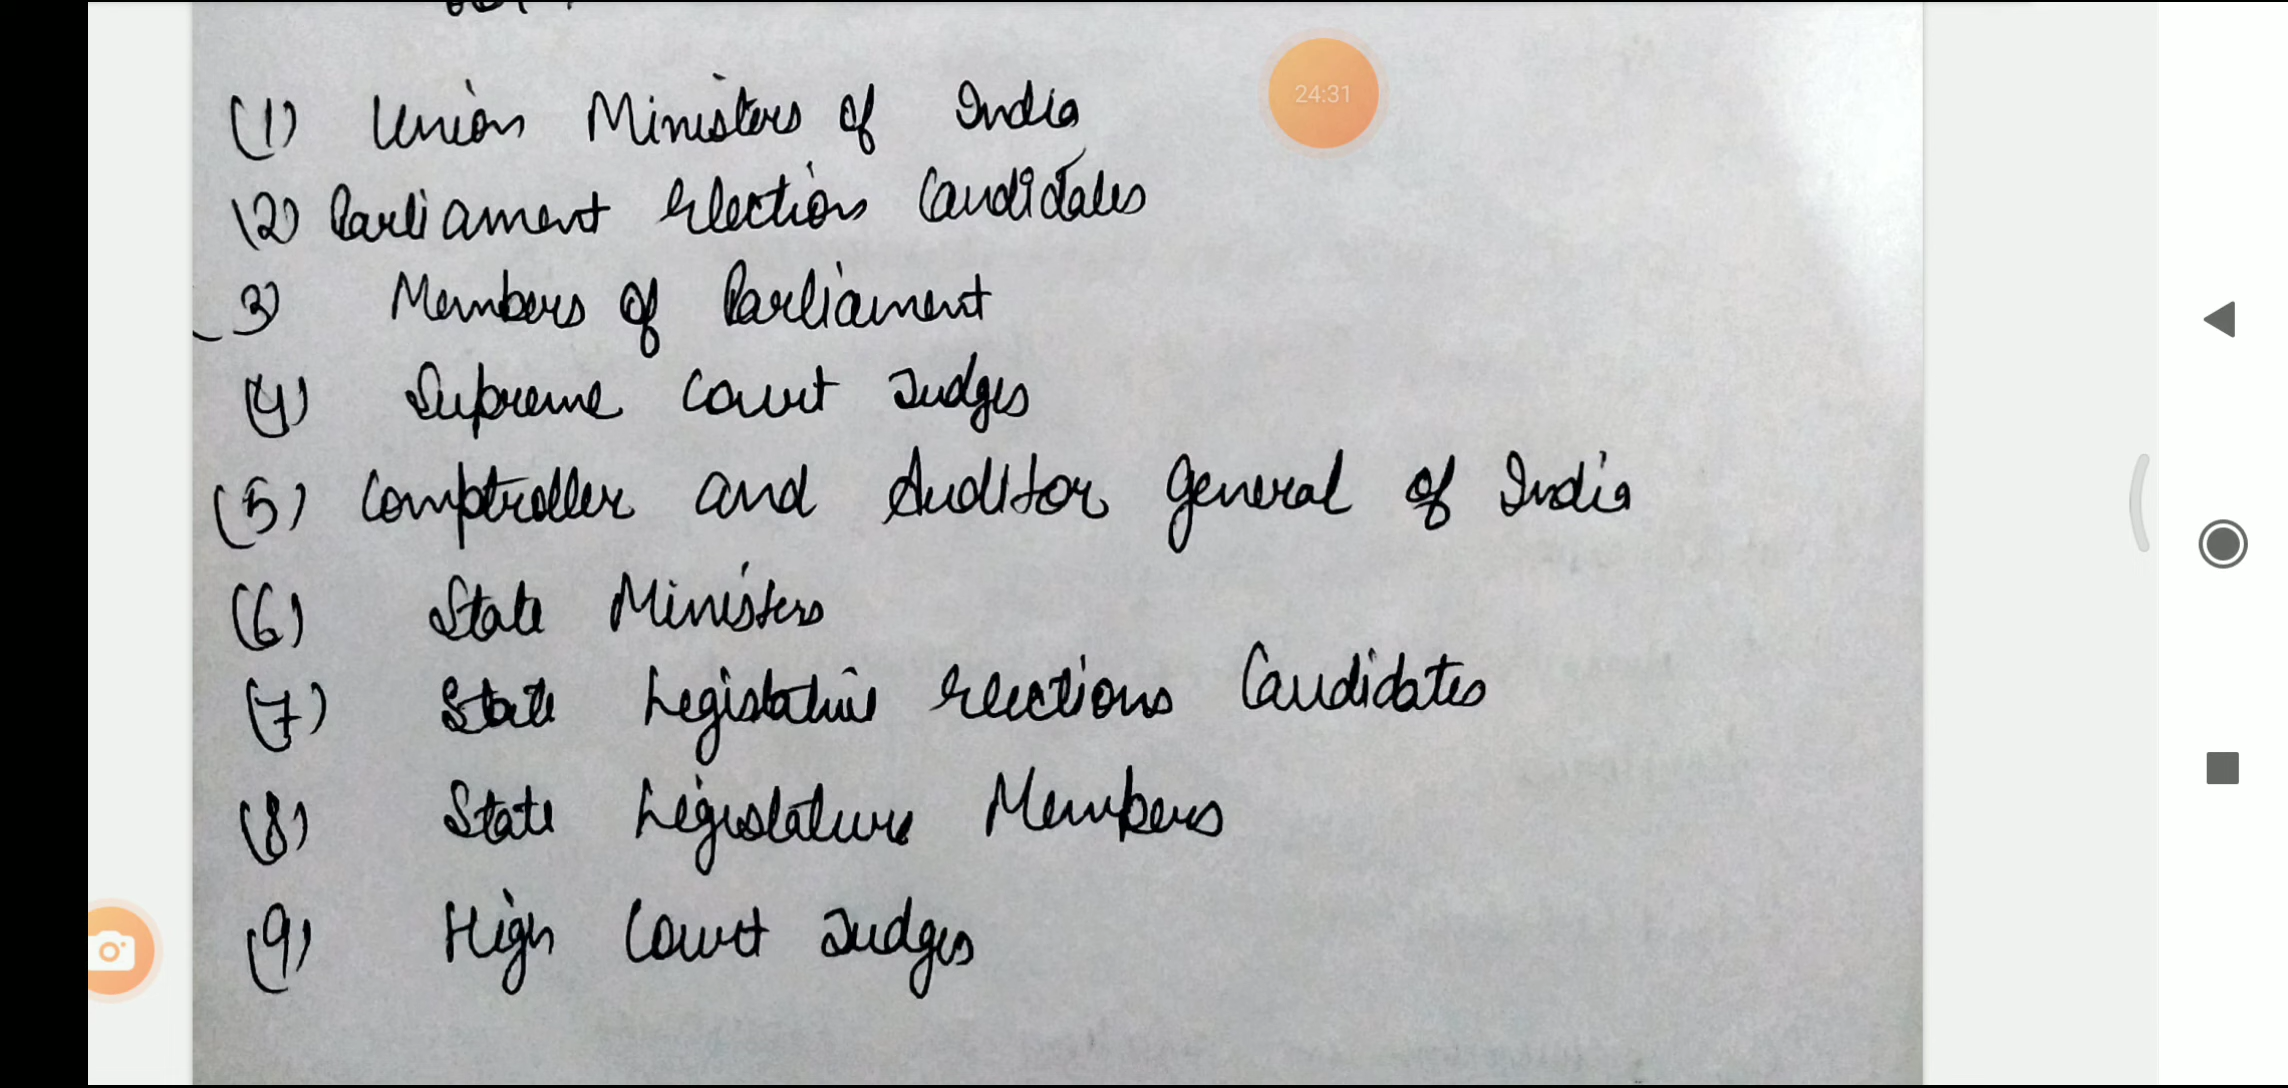 24:31
(1) Union Ministers of India
(2) Parliament Election Candidates
(3) Members of Parliament
(4) Supreme Court Judges
(5) Comptroller and Auditor General of India
(6) State Ministers
(7) State Legislative Elections Candidates
(8) State Legislature Members
(9) High Court Judges